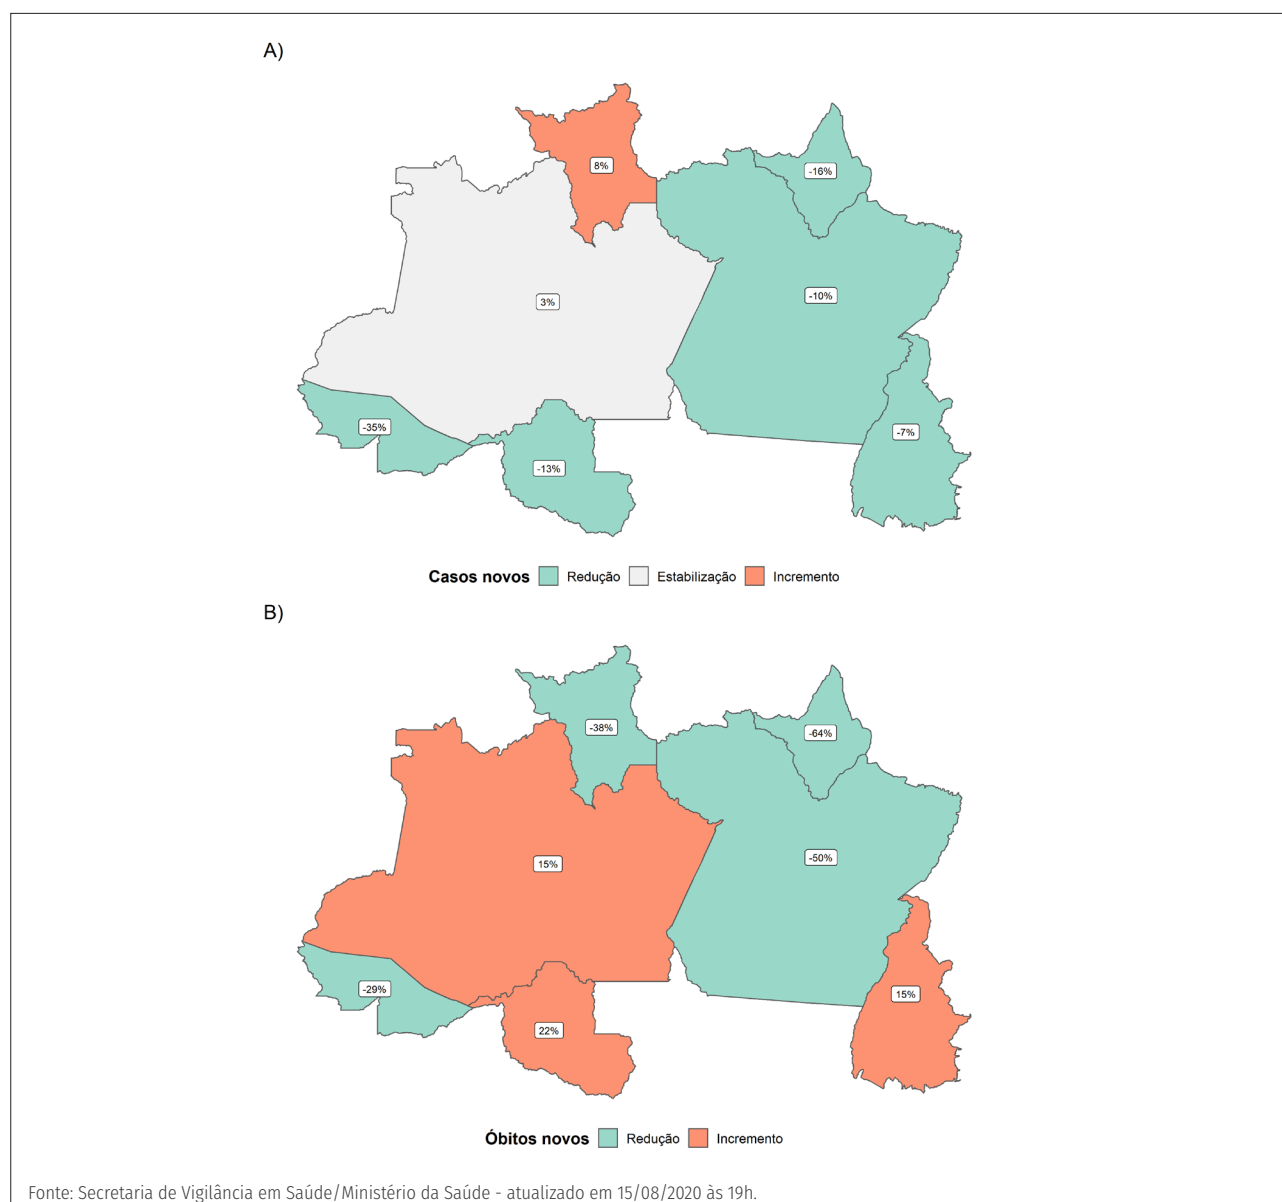 A)
8%
-16%
-10%
3%
-35%
-7%
-13%
Casos novos Redução Estabilização Incremento
B)
-38%
-64%
-50%
15%
-29%
15%
22%
Óbitos novos Redução Incremento
Fonte: Secretaria de Vigilância em Saúde/Ministério da Saúde - atualizado em 15/08/2020 às 19h.